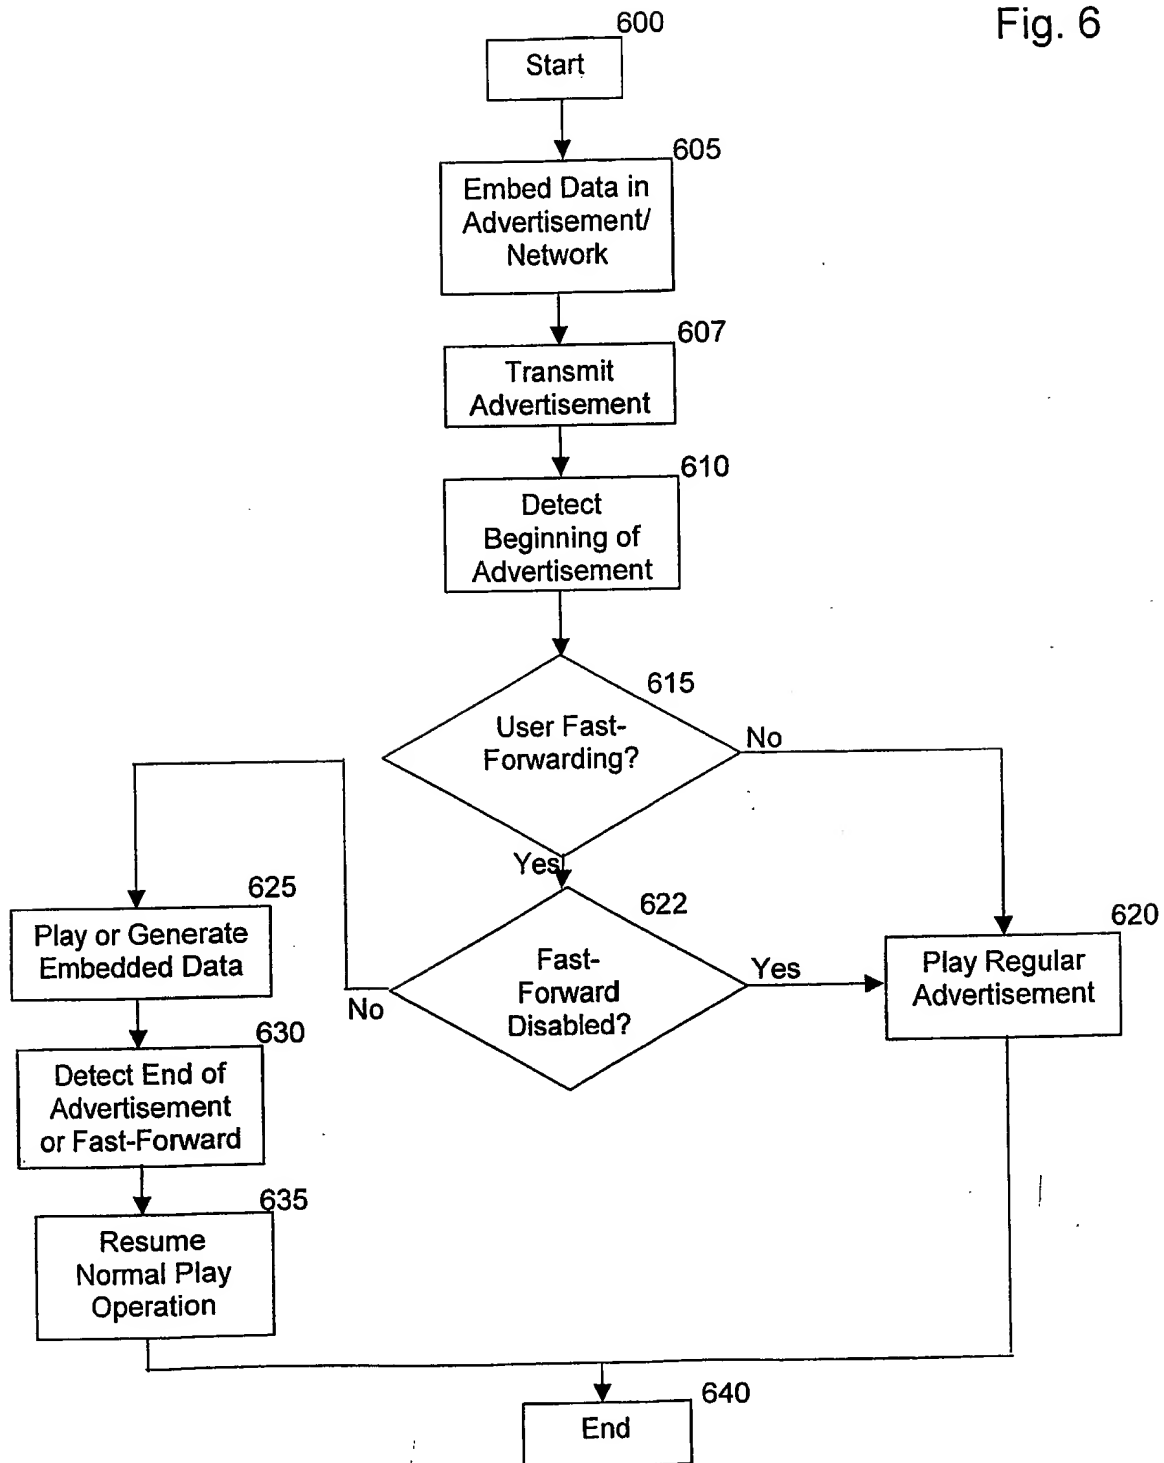 Fig. 6
600
Start
605
Embed Data in
Advertisement/
Network
607
Transmit
Advertisement
610
Detect
Beginning of
Advertisement
615
User Fast-
Forwarding?
No
Yes
622
Fast-
Forward
Disabled?
Yes
No
620
Play Regular
Advertisement
625
Play or Generate
Embedded Data
630
Detect End of
Advertisement
or Fast-Forward
635
Resume
Normal Play
Operation
640
End